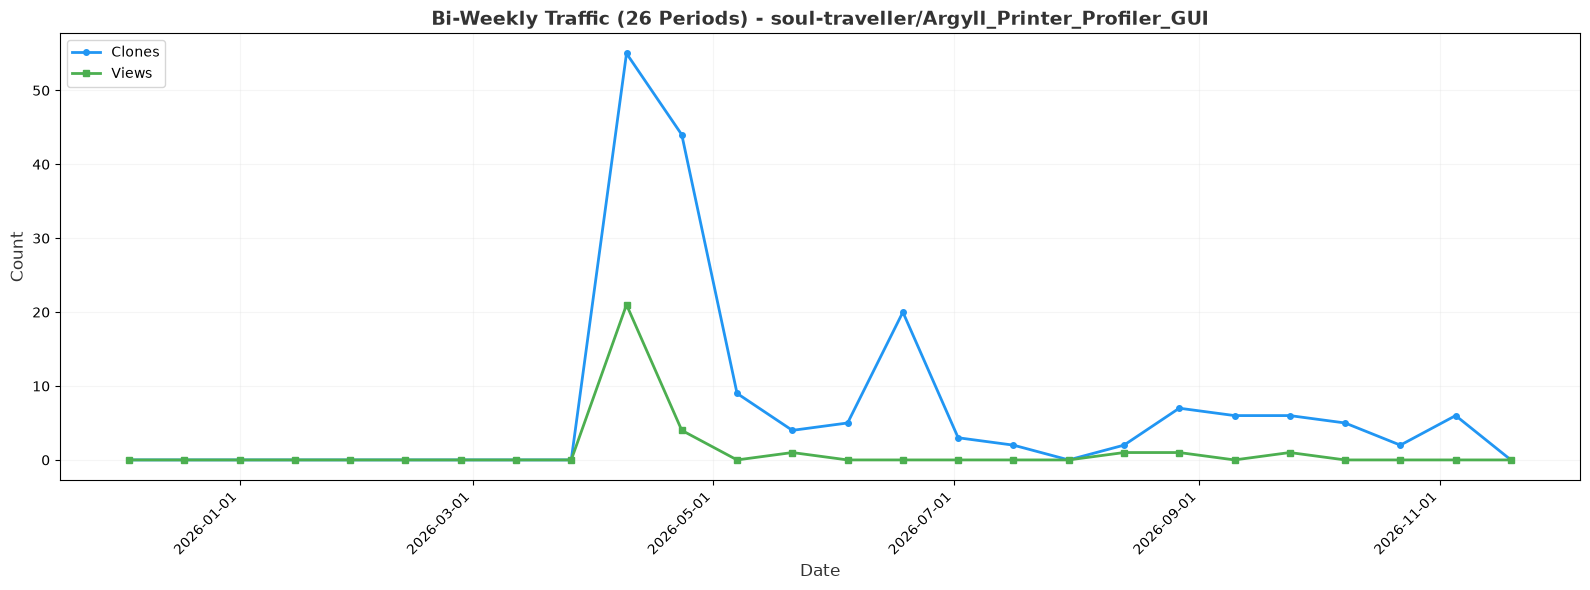 Bi-Weekly Traffic (26 Periods) - soul-traveller/Argyll_Printer_Profiler_GUI
Clones
Views
Count
50
40
30
20
10
0
2026-01-01
2026-03-01
2026-05-01
2026-07-01
2026-09-01
2026-11-01
Date